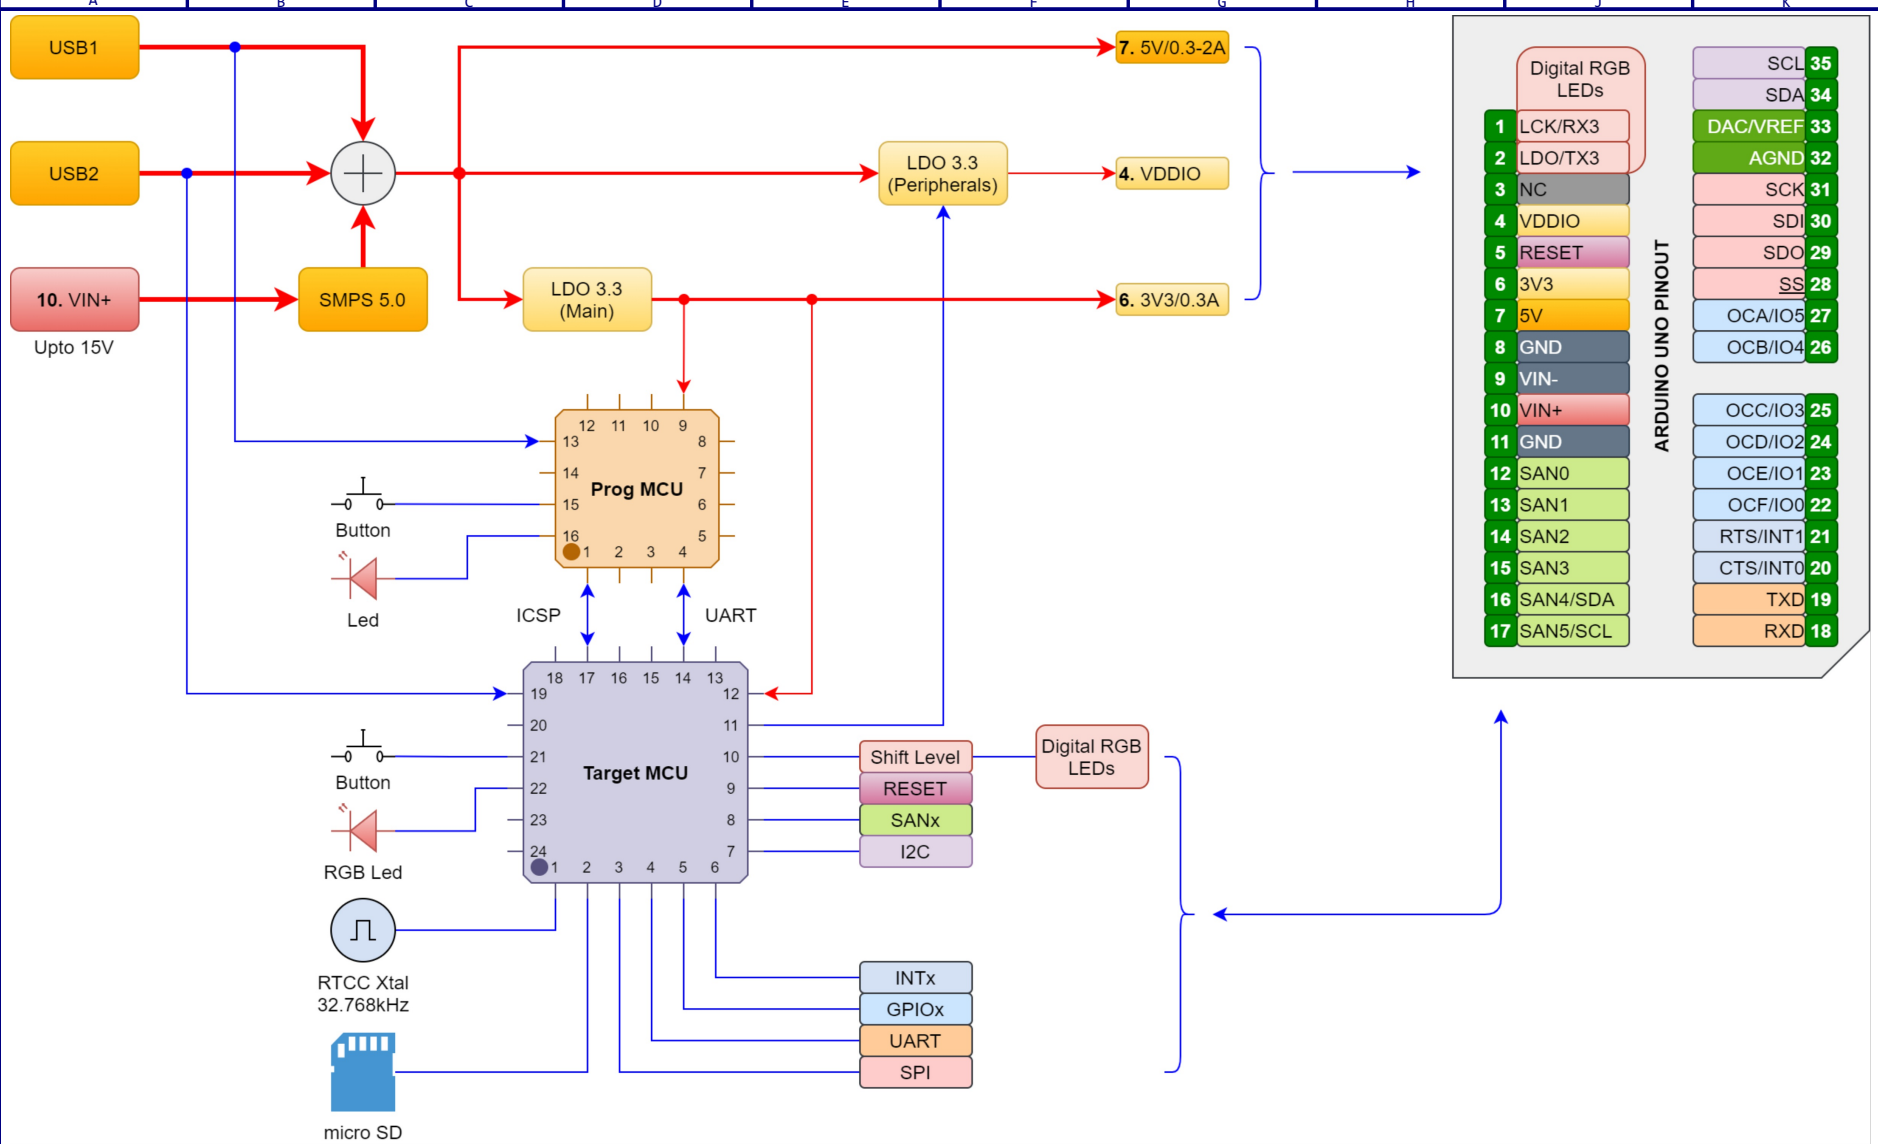 A B C D E F G H J K
USB1
USB2
10. VIN+
Upto 15V
SMPS 5.0
LDO 3.3
(Main)
LDO 3.3
(Peripherals)
7. 5V/0.3-2A
4. VDDIO
6. 3V3/0.3A
12 11 10 9
13 8
14 7
15 6
16 5
1 2 3 4
Prog MCU
Button
Led
ICSP
UART
18 17 16 15 14 13
19 12
20 11
21 10
22 9
23 8
24 7
1 2 3 4 5 6
Target MCU
Button
RGB Led
RTCC Xtal
32.768kHz
micro SD
Shift Level
RESET
SANx
I2C
Digital RGB
LEDs
INTx
GPIOx
UART
SPI
Digital RGB
LEDs
1 LCK/RX3
2 LDO/TX3
3 NC
4 VDDIO
5 RESET
6 3V3
7 5V
8 GND
9 VIN-
10 VIN+
11 GND
12 SAN0
13 SAN1
14 SAN2
15 SAN3
16 SAN4/SDA
17 SAN5/SCL
ARDUINO UNO PINOUT
SCL 35
SDA 34
DAC/VREF 33
AGND 32
SCK 31
SDI 30
SDO 29
SS 28
OCA/IO5 27
OCB/IO4 26
OCC/IO3 25
OCD/IO2 24
OCE/IO1 23
OCF/IO0 22
RTS/INT1 21
CTS/INT0 20
TXD 19
RXD 18